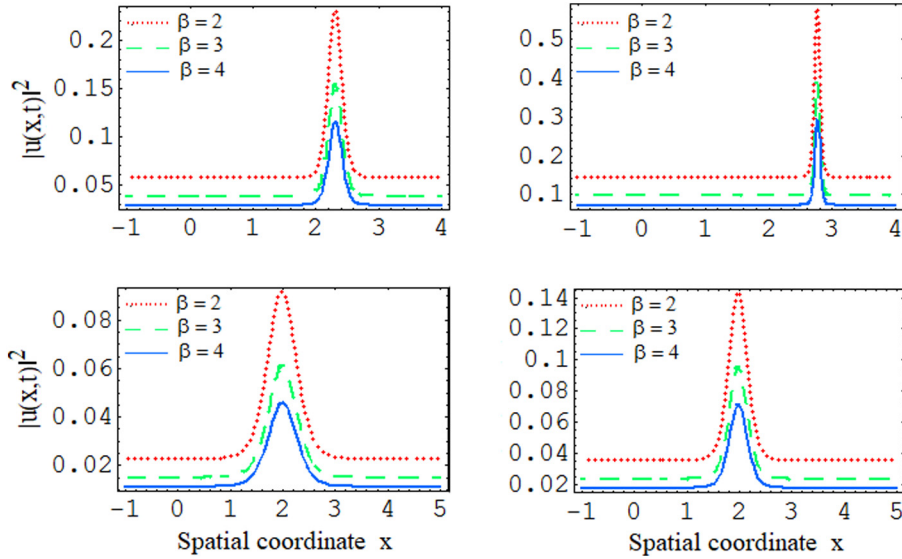 β = 2
β = 3
β = 4
0.2
0.15
0.1
0.05
|u(x,t)|²
-1 0 1 2 3 4
β = 2
β = 3
β = 4
0.5
0.4
0.3
0.2
0.1
-1 0 1 2 3 4
β = 2
β = 3
β = 4
0.08
0.06
0.04
0.02
|u(x,t)|²
-1 0 1 2 3 4 5
Spatial coordinate x
β = 2
β = 3
β = 4
0.14
0.12
0.1
0.08
0.06
0.04
0.02
-1 0 1 2 3 4 5
Spatial coordinate x